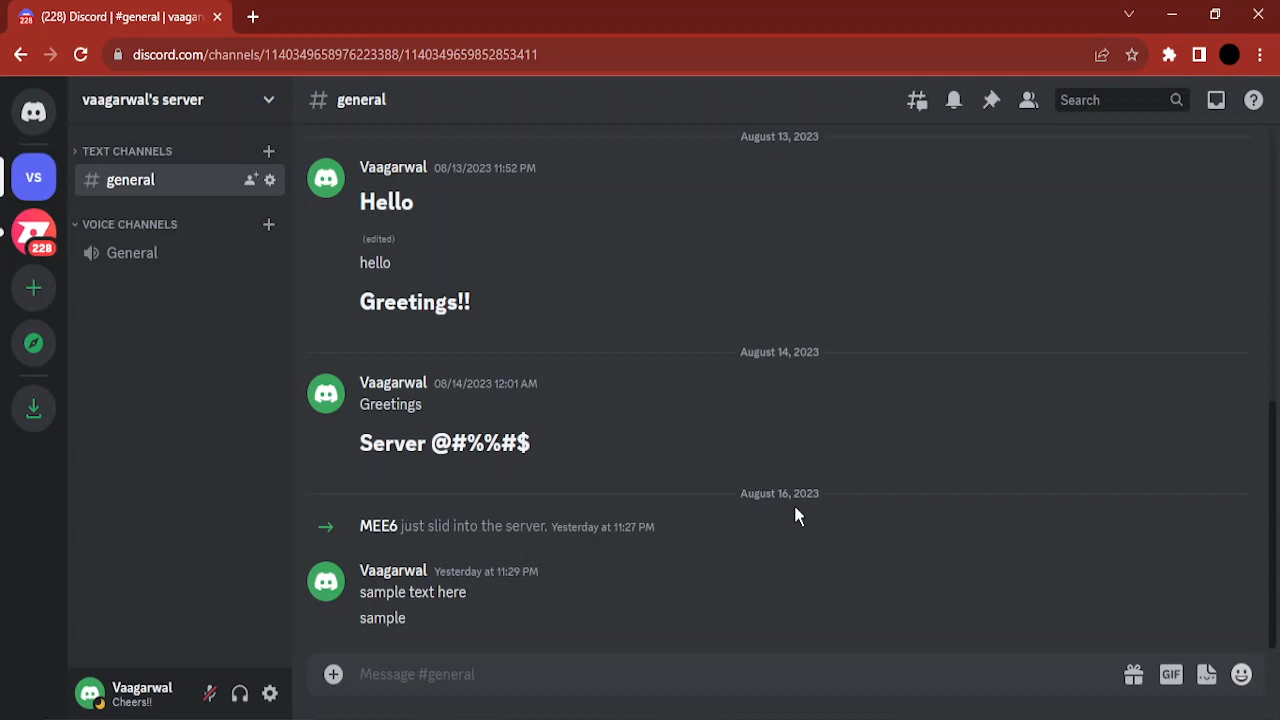 (228) Discord | #general | vaagar
discord.com/channels/1140349658976223388/1140349659852853411
vaagarwal's server
general
Search
TEXT CHANNELS
general
VOICE CHANNELS
General
VS
228
August 13, 2023
Vaagarwal 08/13/2023 11:52 PM
Hello
(edited)
hello
Greetings!!
August 14, 2023
Vaagarwal 08/14/2023 12:01 AM
Greetings
Server @#%%#$
August 16, 2023
MEE6 just slid into the server. Yesterday at 11:27 PM
Vaagarwal Yesterday at 11:29 PM
sample text here
sample
Message #general
GIF
Vaagarwal
Cheers!!